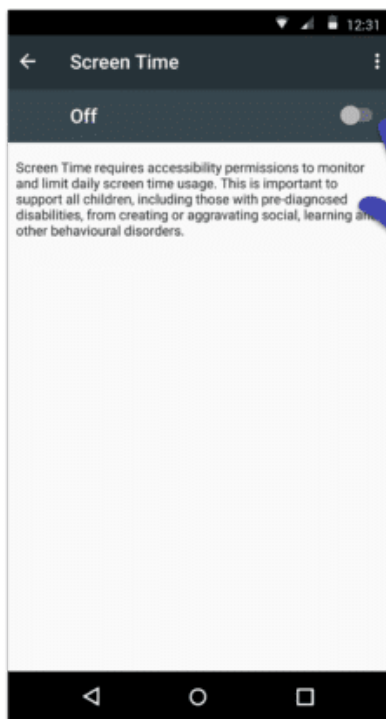 12:31
Screen Time
Off
Screen Time requires accessibility permissions to monitor
and limit daily screen time usage. This is important to
support all children, including those with pre-diagnosed
disabilities, from creating or aggravating social, learning
other behavioural disorders.